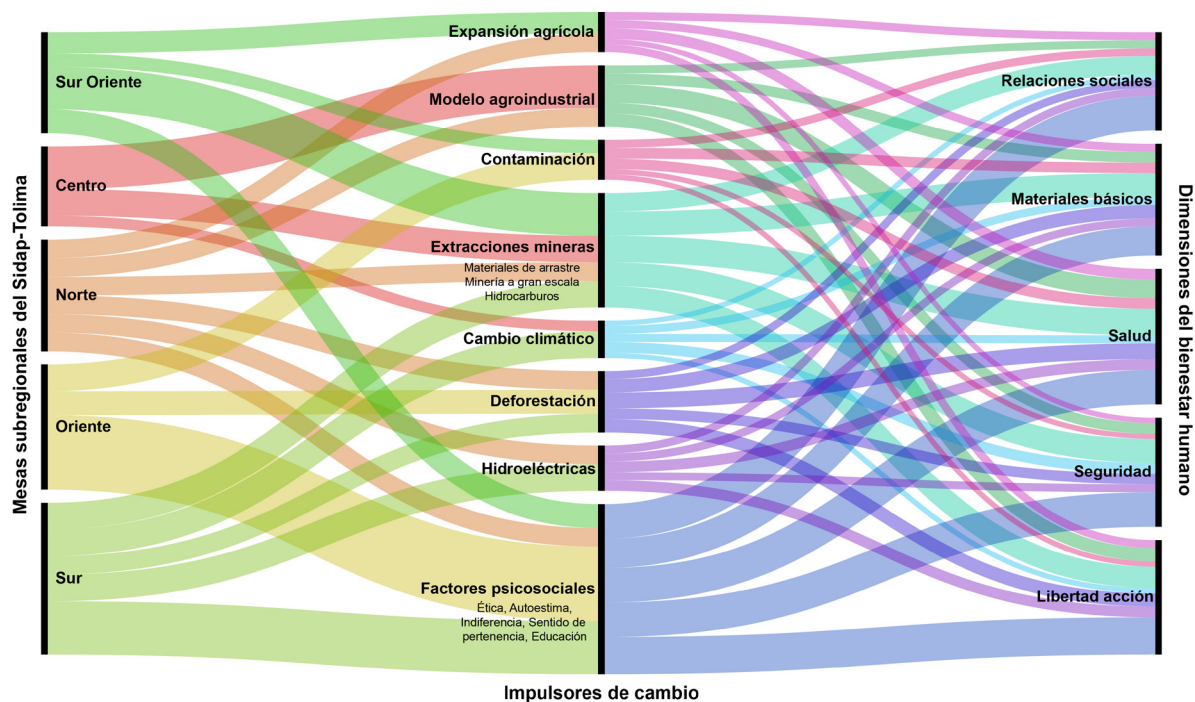 Mesas subregionales del Sidap-Tolima
Sur Oriente
Centro
Norte
Oriente
Sur
Expansión agrícola
Modelo agroindustrial
Contaminación
Extracciones mineras
Materiales de arrastre
Minería a gran escala
Hidrocarburos
Cambio climático
Deforestación
Hidroeléctricas
Factores psicosociales
Ética, Autoestima,
Indiferencia, Sentido de
pertenencia, Educación
Impulsores de cambio
Relaciones sociales
Materiales básicos
Salud
Seguridad
Libertad acción
Dimensiones del bienestar humano